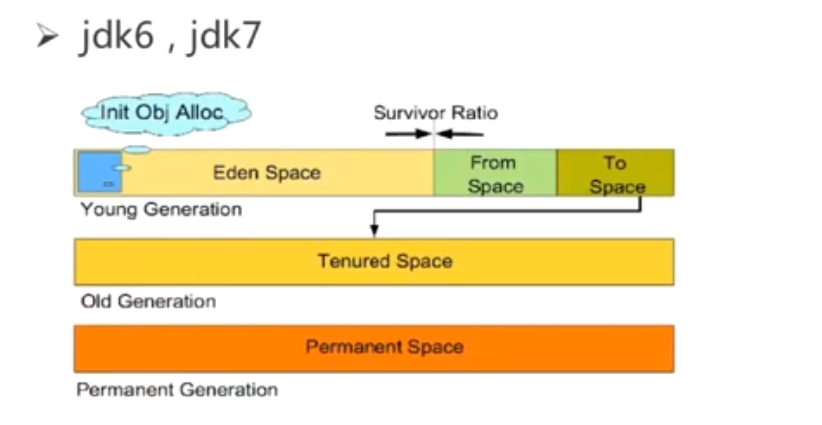 jdk6 , jdk7
Init Obj Alloc
Survivor Ratio
Eden Space
From
Space
To
Space
Young Generation
Tenured Space
Old Generation
Permanent Space
Permanent Generation